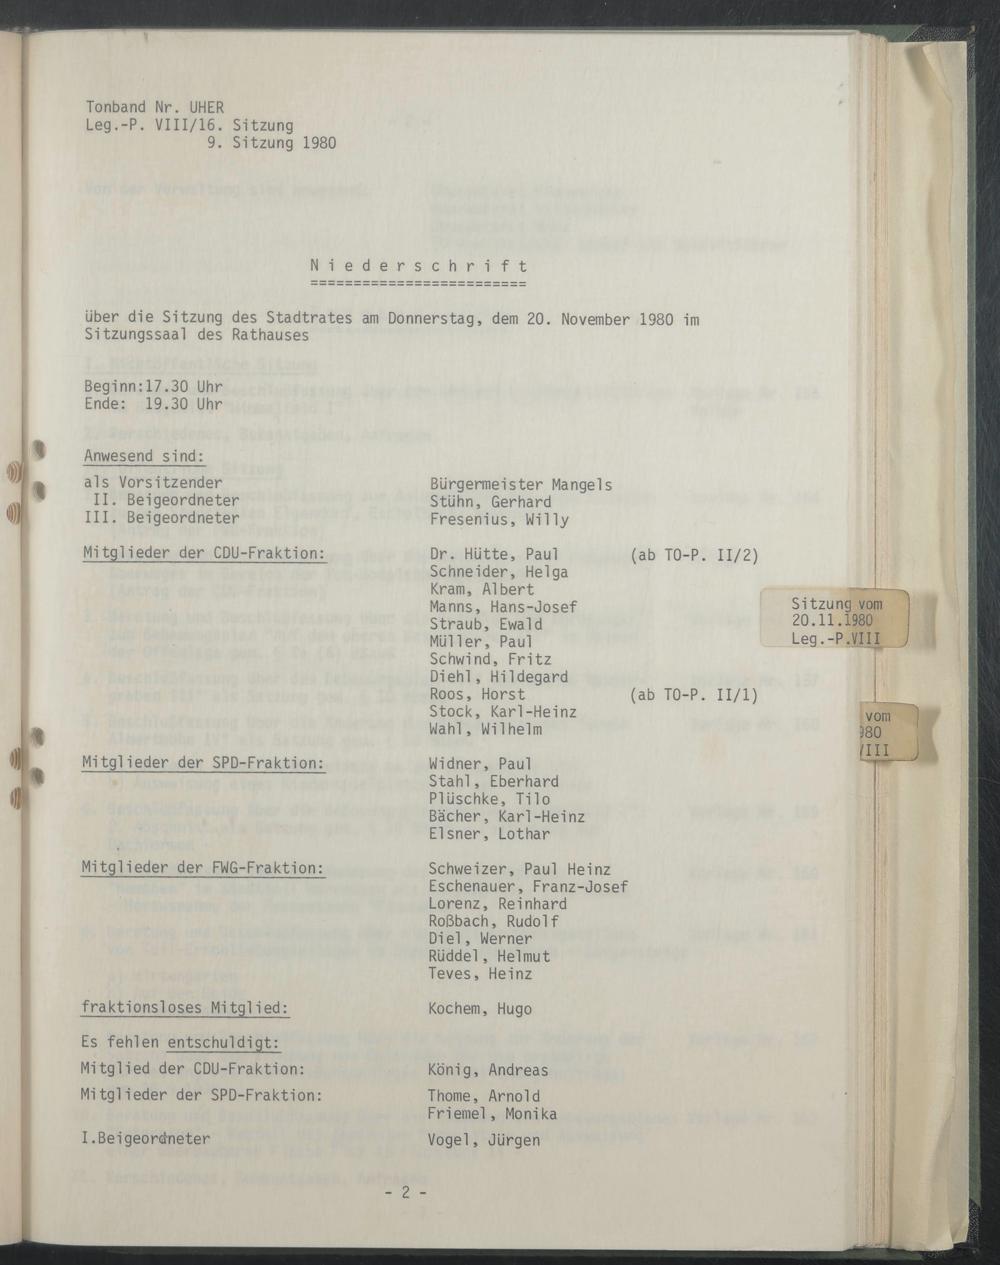 Tonband Nr. UHER
Leg.-P. VIII/16. Sitzung
9. Sitzung 1980
N i e d e r s c h r i f t
=========================
über die Sitzung des Stadtrates am Donnerstag, dem 20. November 1980 im
Sitzungssaal des Rathauses
Beginn:17.30 Uhr
Ende: 19.30 Uhr
Anwesend sind:
als Vorsitzender Bürgermeister Mangels
II. Beigeordneter Stühn, Gerhard
III. Beigeordneter Fresenius, Willy
Mitglieder der CDU-Fraktion: Dr. Hütte, Paul (ab TO-P. II/2)
Schneider, Helga
Kram, Albert
Manns, Hans-Josef
Straub, Ewald
Müller, Paul
Schwind, Fritz
Diehl, Hildegard
Roos, Horst (ab TO-P. II/1)
Stock, Karl-Heinz
Wahl, Wilhelm
Mitglieder der SPD-Fraktion: Widner, Paul
Stahl, Eberhard
Plüschke, Tilo
Bächer, Karl-Heinz
Elsner, Lothar
Mitglieder der FWG-Fraktion: Schweizer, Paul Heinz
Eschenauer, Franz-Josef
Lorenz, Reinhard
Roßbach, Rudolf
Diel, Werner
Rüddel, Helmut
Teves, Heinz
fraktionsloses Mitglied: Kochem, Hugo
Es fehlen entschuldigt:
Mitglied der CDU-Fraktion: König, Andreas
Mitglieder der SPD-Fraktion: Thome, Arnold
Friemel, Monika
I.Beigeordneter Vogel, Jürgen
- 2 -
Sitzung vom
20.11.1980
Leg.-P.VIII
vom
980
/III